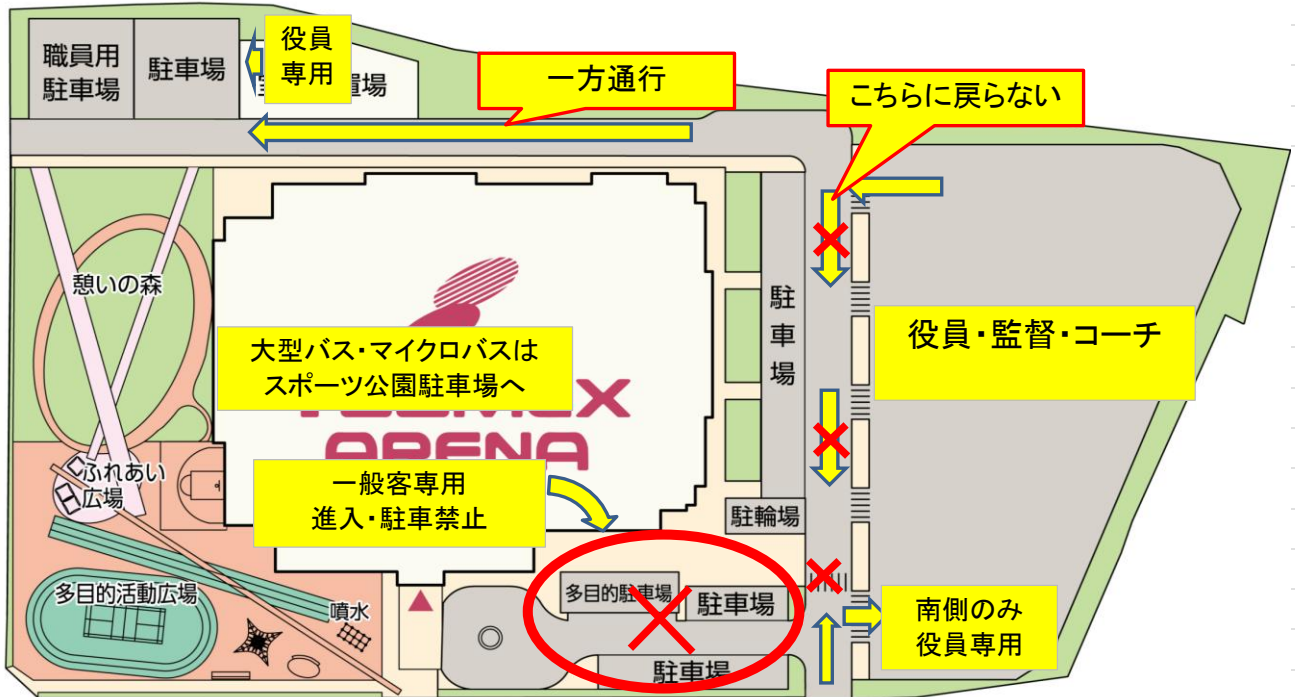 職員用
駐車場
駐車場
役員
専用
置場
一方通行
こちらに戻らない
憩いの森
大型バス・マイクロバスは
スポーツ公園駐車場へ
ARENA
駐車場
役員・監督・コーチ
ふれあい
広場
一般客専用
進入・駐車禁止
駐輪場
多目的活動広場
噴水
多目的駐車場
駐車場
駐車場
南側のみ
役員専用